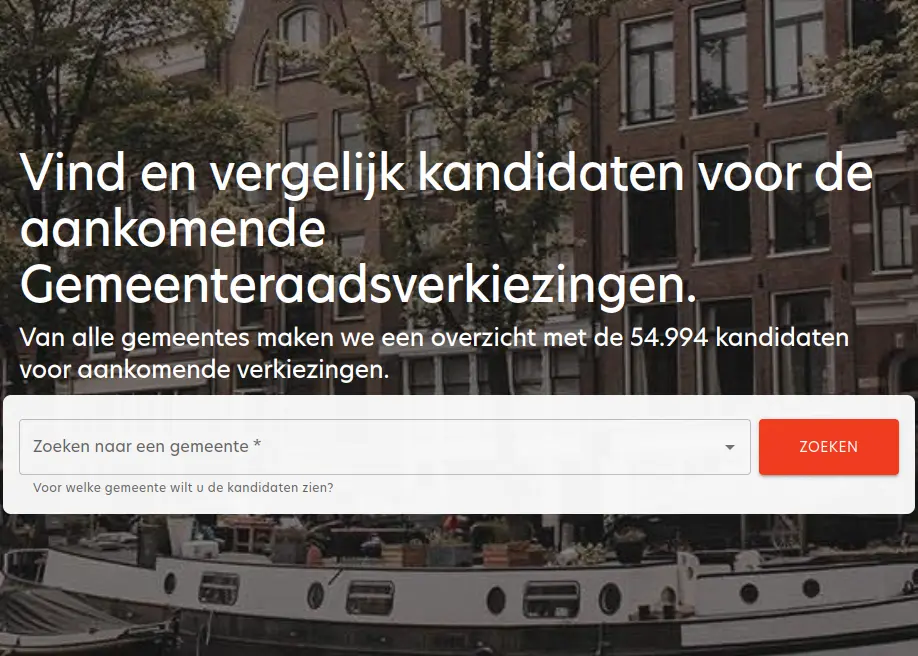 Vind en vergelijk kandidaten voor de
aankomende
Gemeenteraadsverkiezingen.
Van alle gemeentes maken we een overzicht met de 54.994 kandidaten
voor aankomende verkiezingen.
Zoeken naar een gemeente *
ZOEKEN
Voor welke gemeente wilt u de kandidaten zien?